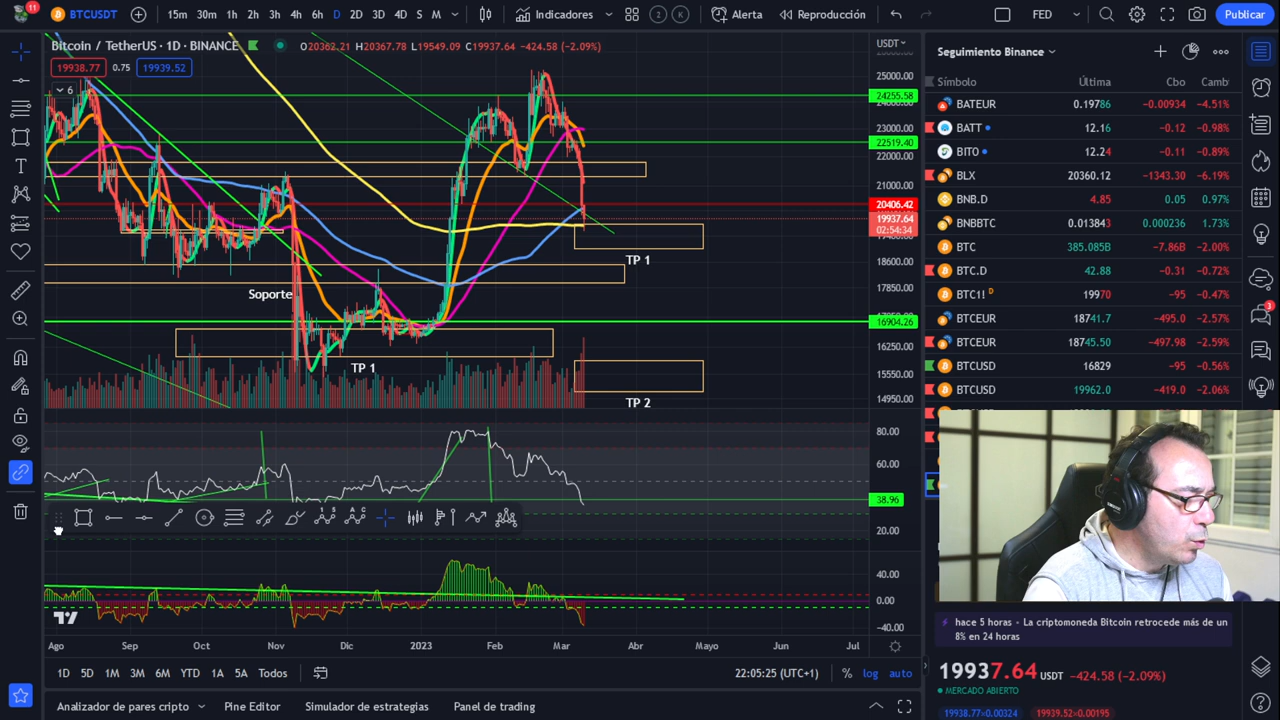 11
BTCUSDT
15m 30m 1h 2h 3h 4h 6h D 2D 3D 4D S M
Indicadores
2 K
Alerta
Reproducción
FED
Publicar
Bitcoin / TetherUS · 1D · BINANCE
O20362.21 H20367.78 L19549.09 C19937.64 −424.58 (−2.09%)
19938.77 0.75 19939.52
6
USDT
25000.00
24255.58
23000.00
22519.40
22000.00
21000.00
20406.42
19937.64
02:54:34
18600.00
17850.00
16904.26
16250.00
15550.00
14950.00
TP 1
Soporte
TP 1
TP 2
80.00
60.00
38.96
20.00
40.00
0.00
−40.00
Ago Sep Oct Nov Dic 2023 Feb Mar Abr Mayo Jun Jul
1D 5D 1M 3M 6M YTD 1A 5A Todos
22:05:25 (UTC+1)
% log auto
Analizador de pares cripto Pine Editor Simulador de estrategias Panel de trading
Seguimiento Binance
Símbolo Última Cbo Camb
BATEUR 0.19786 −0.00934 −4.51%
BATT 12.16 −0.12 −0.98%
BITO 12.24 −0.11 −0.89%
BLX 20360.12 −1343.30 −6.19%
BNB.D 4.85 0.05 0.97%
BNBBTC 0.013843 0.000236 1.73%
BTC 385.085B −7.86B −2.00%
BTC.D 42.88 −0.31 −0.72%
BTC1! D 19970 −95 −0.47%
BTCEUR 18741.7 −495.0 −2.57%
BTCEUR 18745.50 −497.98 −2.59%
BTCUSD 16829 −95 −0.56%
BTCUSD 19962.0 −419.0 −2.06%
3
hace 5 horas · La criptomoneda Bitcoin retrocede más de un
8% en 24 horas
19937.64 USDT −424.58 (−2.09%)
MERCADO ABIERTO
19938.77×0.00324 19939.52×0.00195